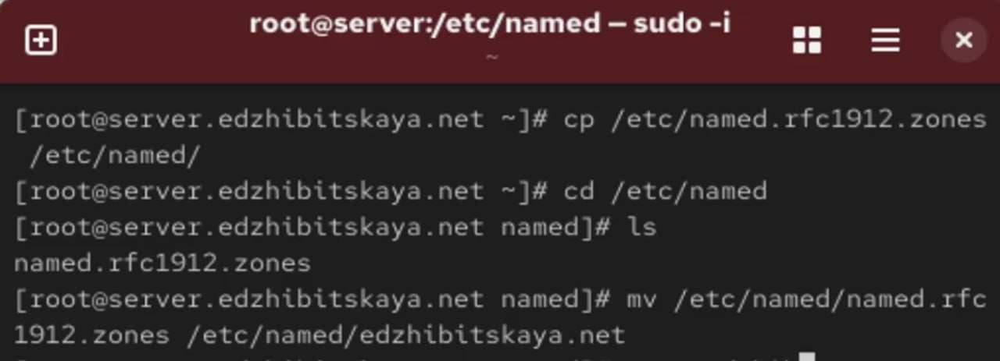 root@server:/etc/named — sudo -i
~
[root@server.edzhibitskaya.net ~]# cp /etc/named.rfc1912.zones
/etc/named/
[root@server.edzhibitskaya.net ~]# cd /etc/named
[root@server.edzhibitskaya.net named]# ls
named.rfc1912.zones
[root@server.edzhibitskaya.net named]# mv /etc/named/named.rfc
1912.zones /etc/named/edzhibitskaya.net